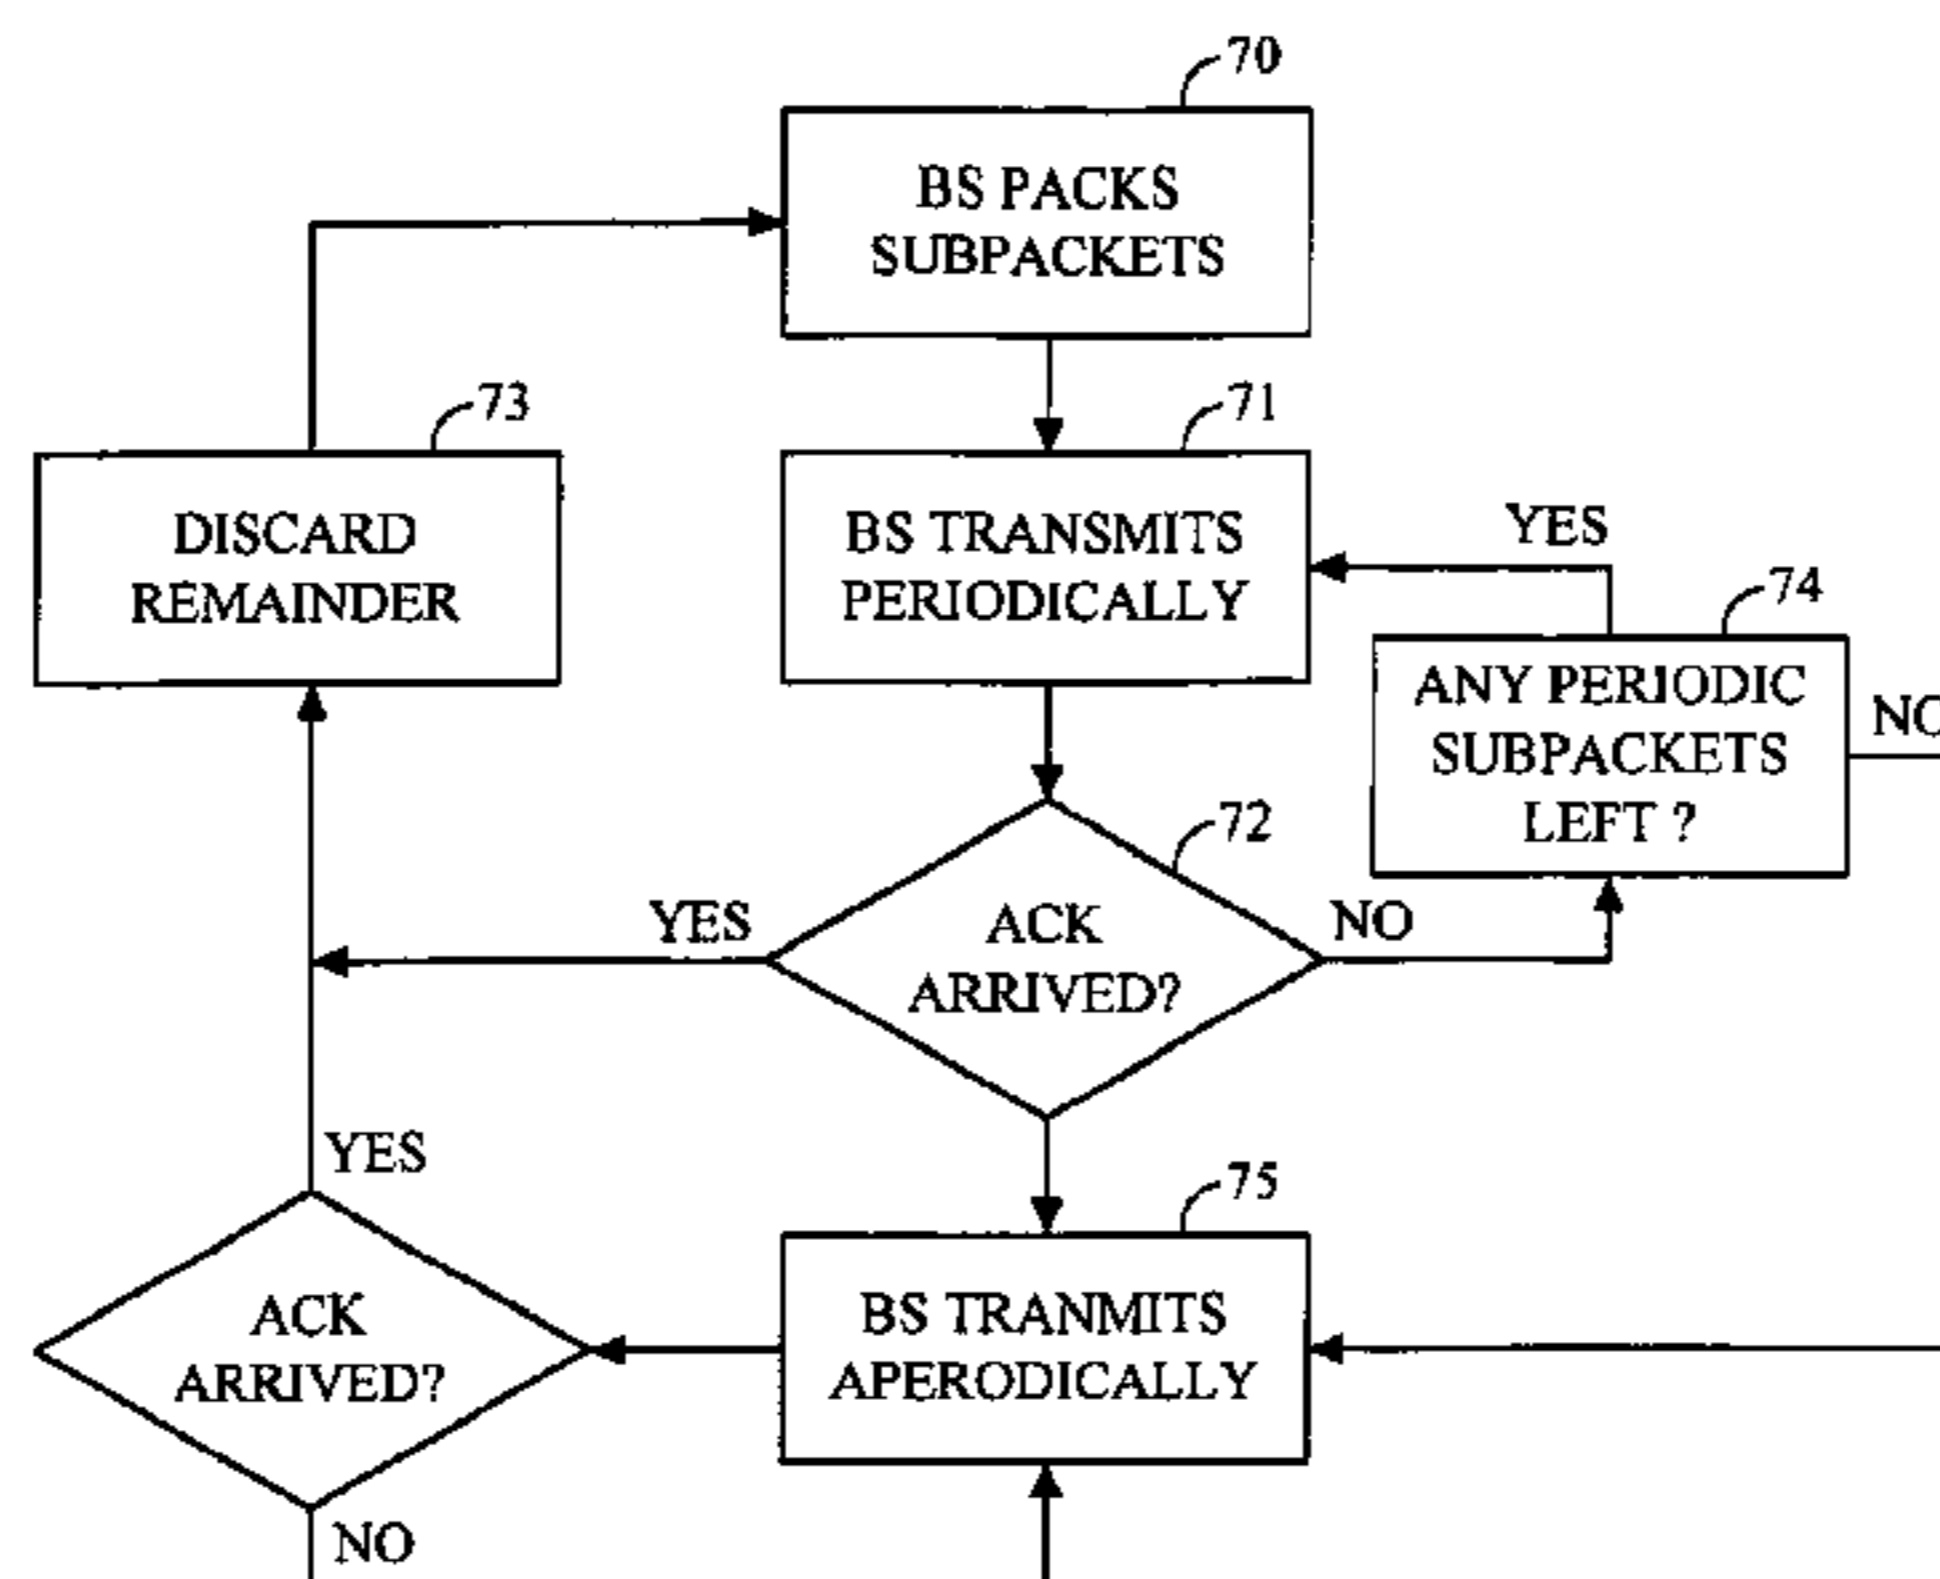 70
BS PACKS
SUBPACKETS
73
71
DISCARD
REMAINDER
BS TRANSMITS
PERIODICALLY
YES
74
ANY PERIODIC
SUBPACKETS
LEFT ?
NO
72
YES
ACK
ARRIVED?
NO
YES
75
ACK
ARRIVED?
BS TRANMITS
APERODICALLY
NO